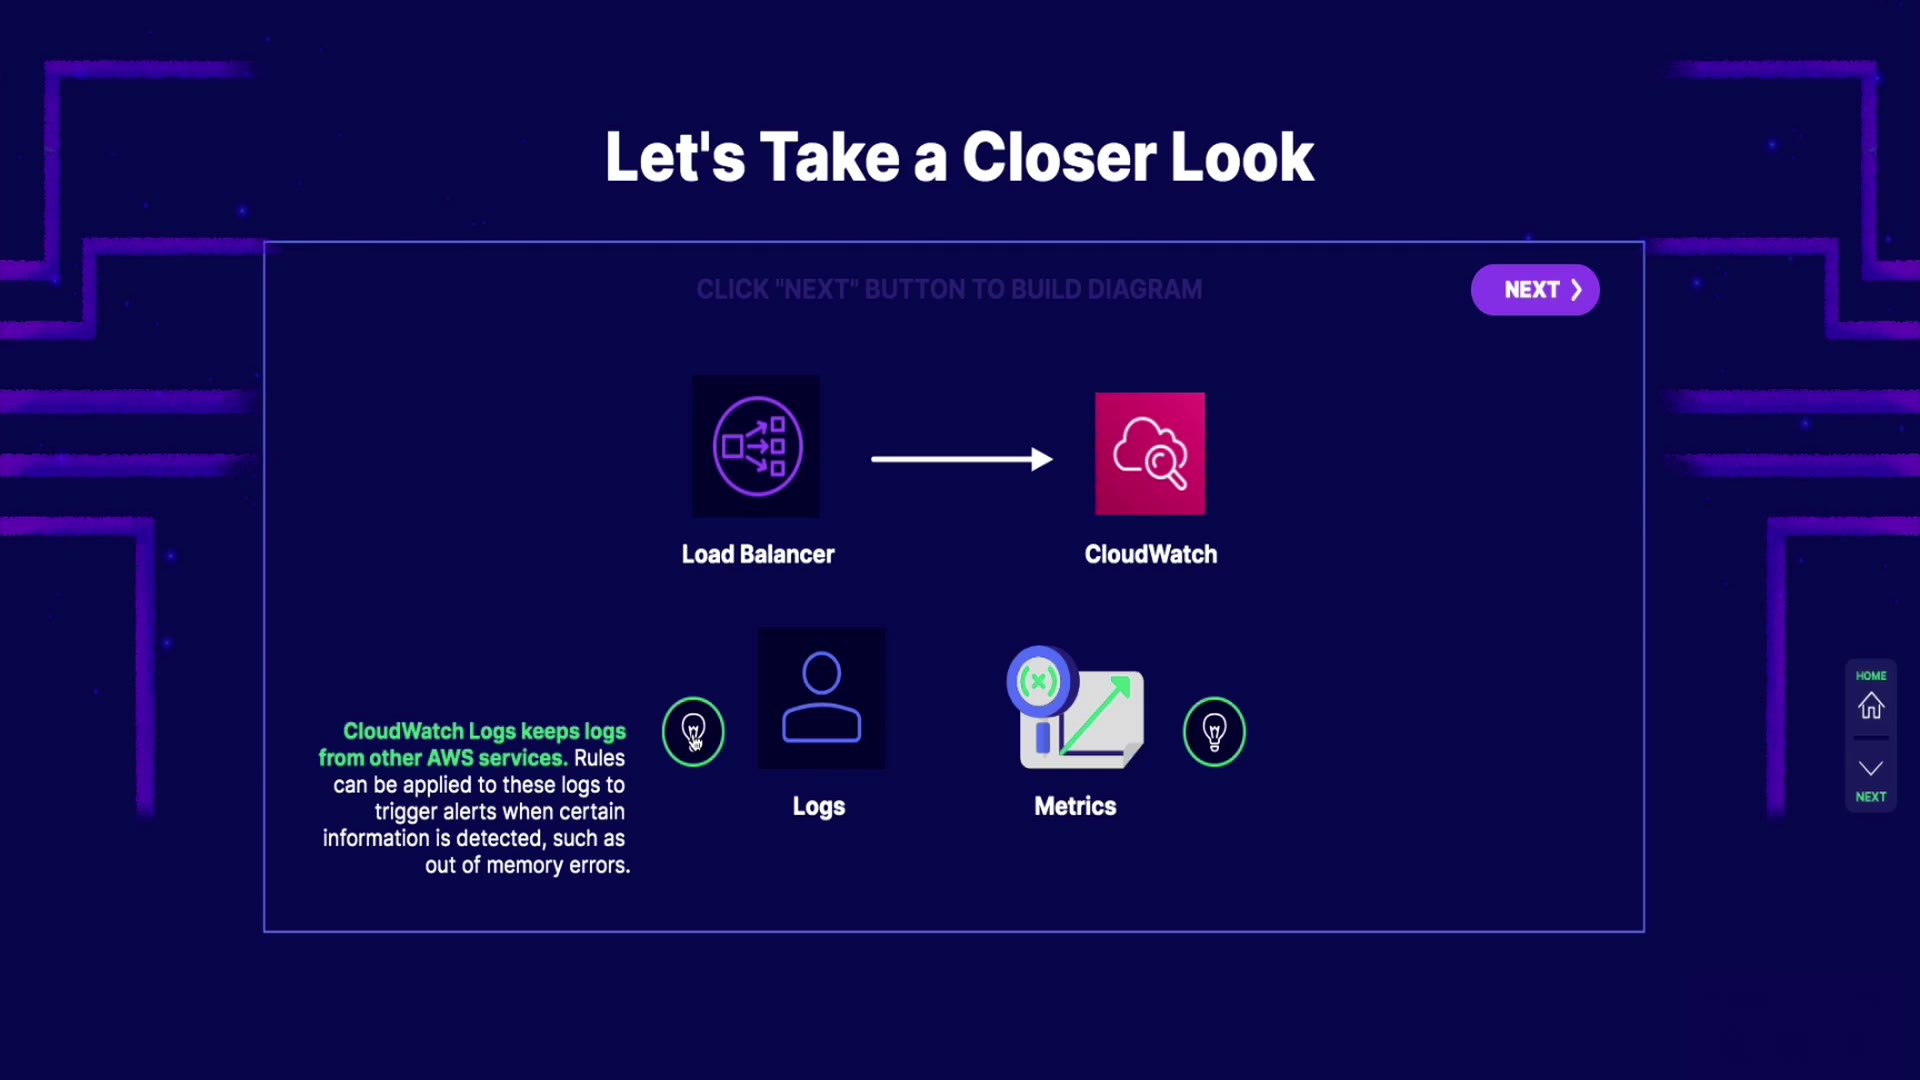 Let's Take a Closer Look
CLICK "NEXT" BUTTON TO BUILD DIAGRAM
NEXT
Load Balancer
CloudWatch
CloudWatch Logs keeps logs
from other AWS services. Rules
can be applied to these logs to
trigger alerts when certain
information is detected, such as
out of memory errors.
Logs
Metrics
HOME
NEXT